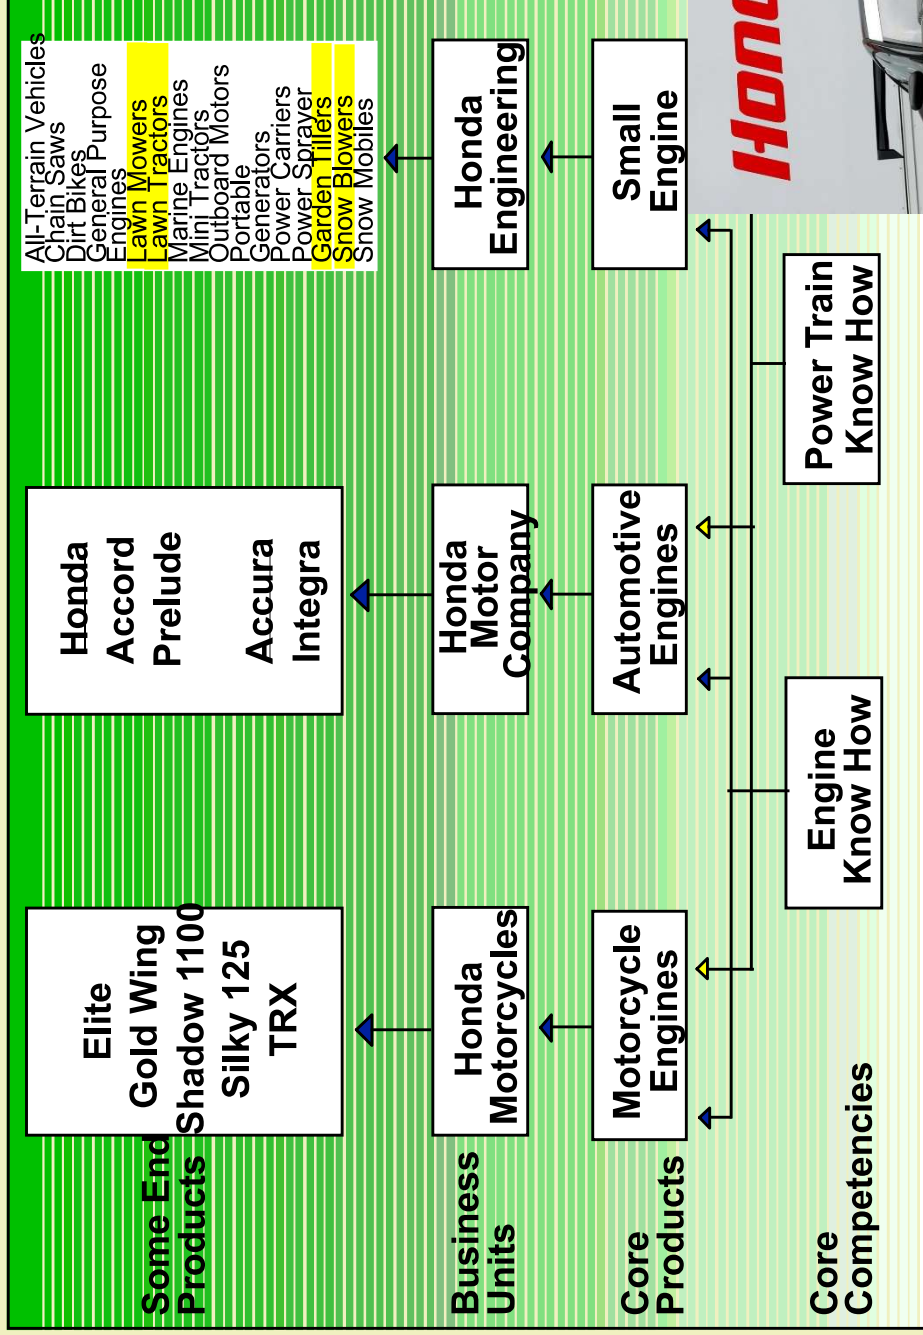 Some End
Products
Elite
Gold Wing
Shadow 1100
Silky 125
TRX
Honda
Accord
Prelude
Accura
Integra
All-Terrain Vehicles
Chain Saws
Dirt Bikes
General Purpose
Engines
Lawn Mowers
Lawn Tractors
Marine Engines
Mini Tractors
Outboard Motors
Portable
Generators
Power Carriers
Power Sprayer
Garden Tillers
Snow Blowers
Snow Mobiles
Business
Units
Honda
Motorcycles
Honda
Motor
Company
Honda
Engineering
Core
Products
Motorcycle
Engines
Automotive
Engines
Small
Engine
Core
Competencies
Engine
Know How
Power Train
Know How